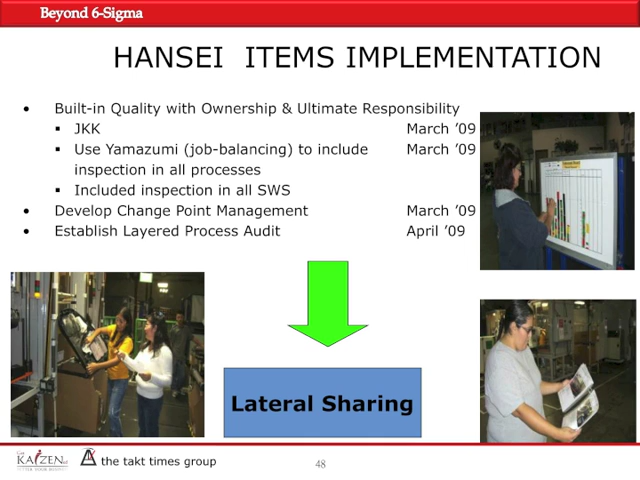 Beyond 6-Sigma
HANSEI ITEMS IMPLEMENTATION
• Built-in Quality with Ownership & Ultimate Responsibility
▪ JKK March ’09
▪ Use Yamazumi (job-balancing) to include March ’09
inspection in all processes
▪ Included inspection in all SWS
• Develop Change Point Management March ’09
• Establish Layered Process Audit April ’09
Lateral Sharing
KAIZEN
the takt times group
48